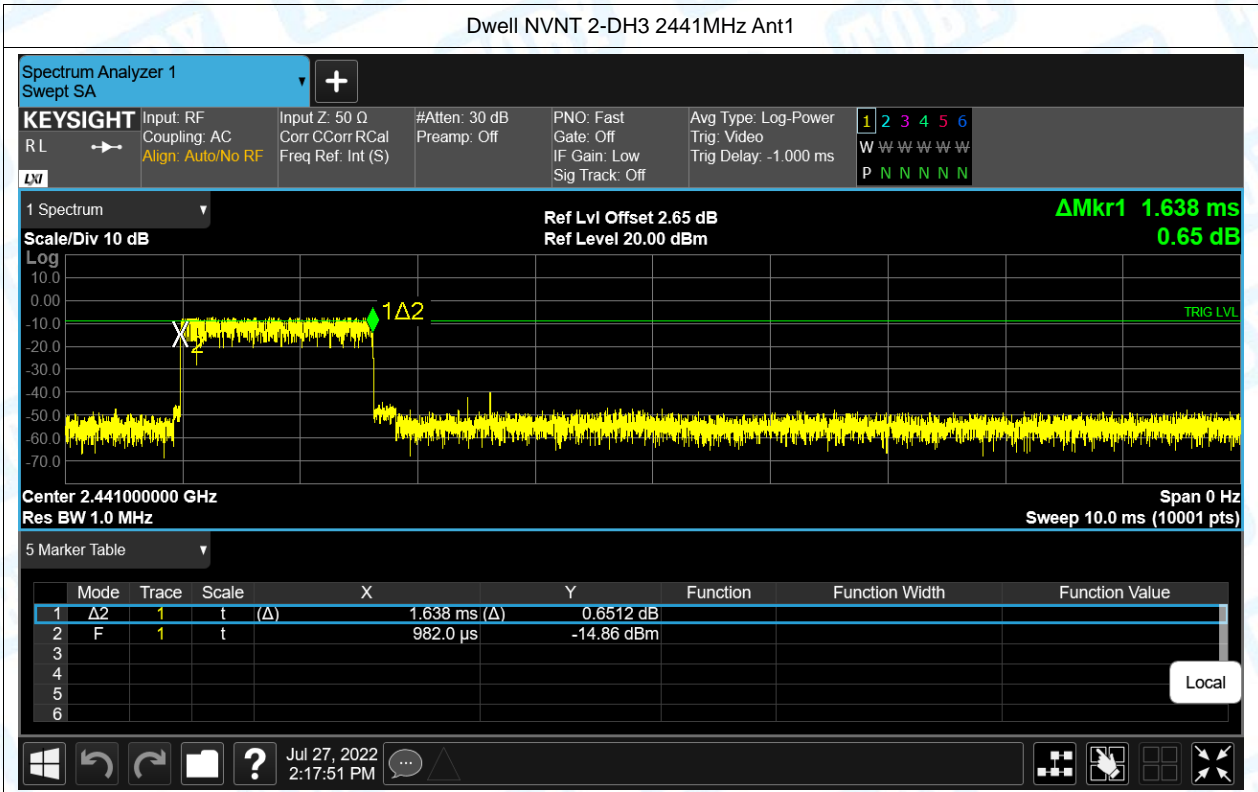 Dwell NVNT 2-DH3 2441MHz Ant1
Spectrum Analyzer 1
Swept SA
+
KEYSIGHT
RL
LXI
Input: RF
Coupling: AC
Align: Auto/No RF
Input Z: 50 Ω
Corr CCorr RCal
Freq Ref: Int (S)
#Atten: 30 dB
Preamp: Off
PNO: Fast
Gate: Off
IF Gain: Low
Sig Track: Off
Avg Type: Log-Power
Trig: Video
Trig Delay: -1.000 ms
1 2 3 4 5 6
W W W W W W
P N N N N N
1 Spectrum
Scale/Div 10 dB
Ref Lvl Offset 2.65 dB
Ref Level 20.00 dBm
ΔMkr1 1.638 ms
0.65 dB
Log
10.0
0.00
-10.0
-20.0
-30.0
-40.0
-50.0
-60.0
-70.0
1Δ2
X
2
TRIG LVL
Center 2.441000000 GHz
Span 0 Hz
Res BW 1.0 MHz
Sweep 10.0 ms (10001 pts)
5 Marker Table
Mode Trace Scale X Y Function Function Width Function Value
1 Δ2 1 t (Δ) 1.638 ms (Δ) 0.6512 dB
2 F 1 t 982.0 µs -14.86 dBm
3
4
5
6
Local
?
Jul 27, 2022
2:17:51 PM